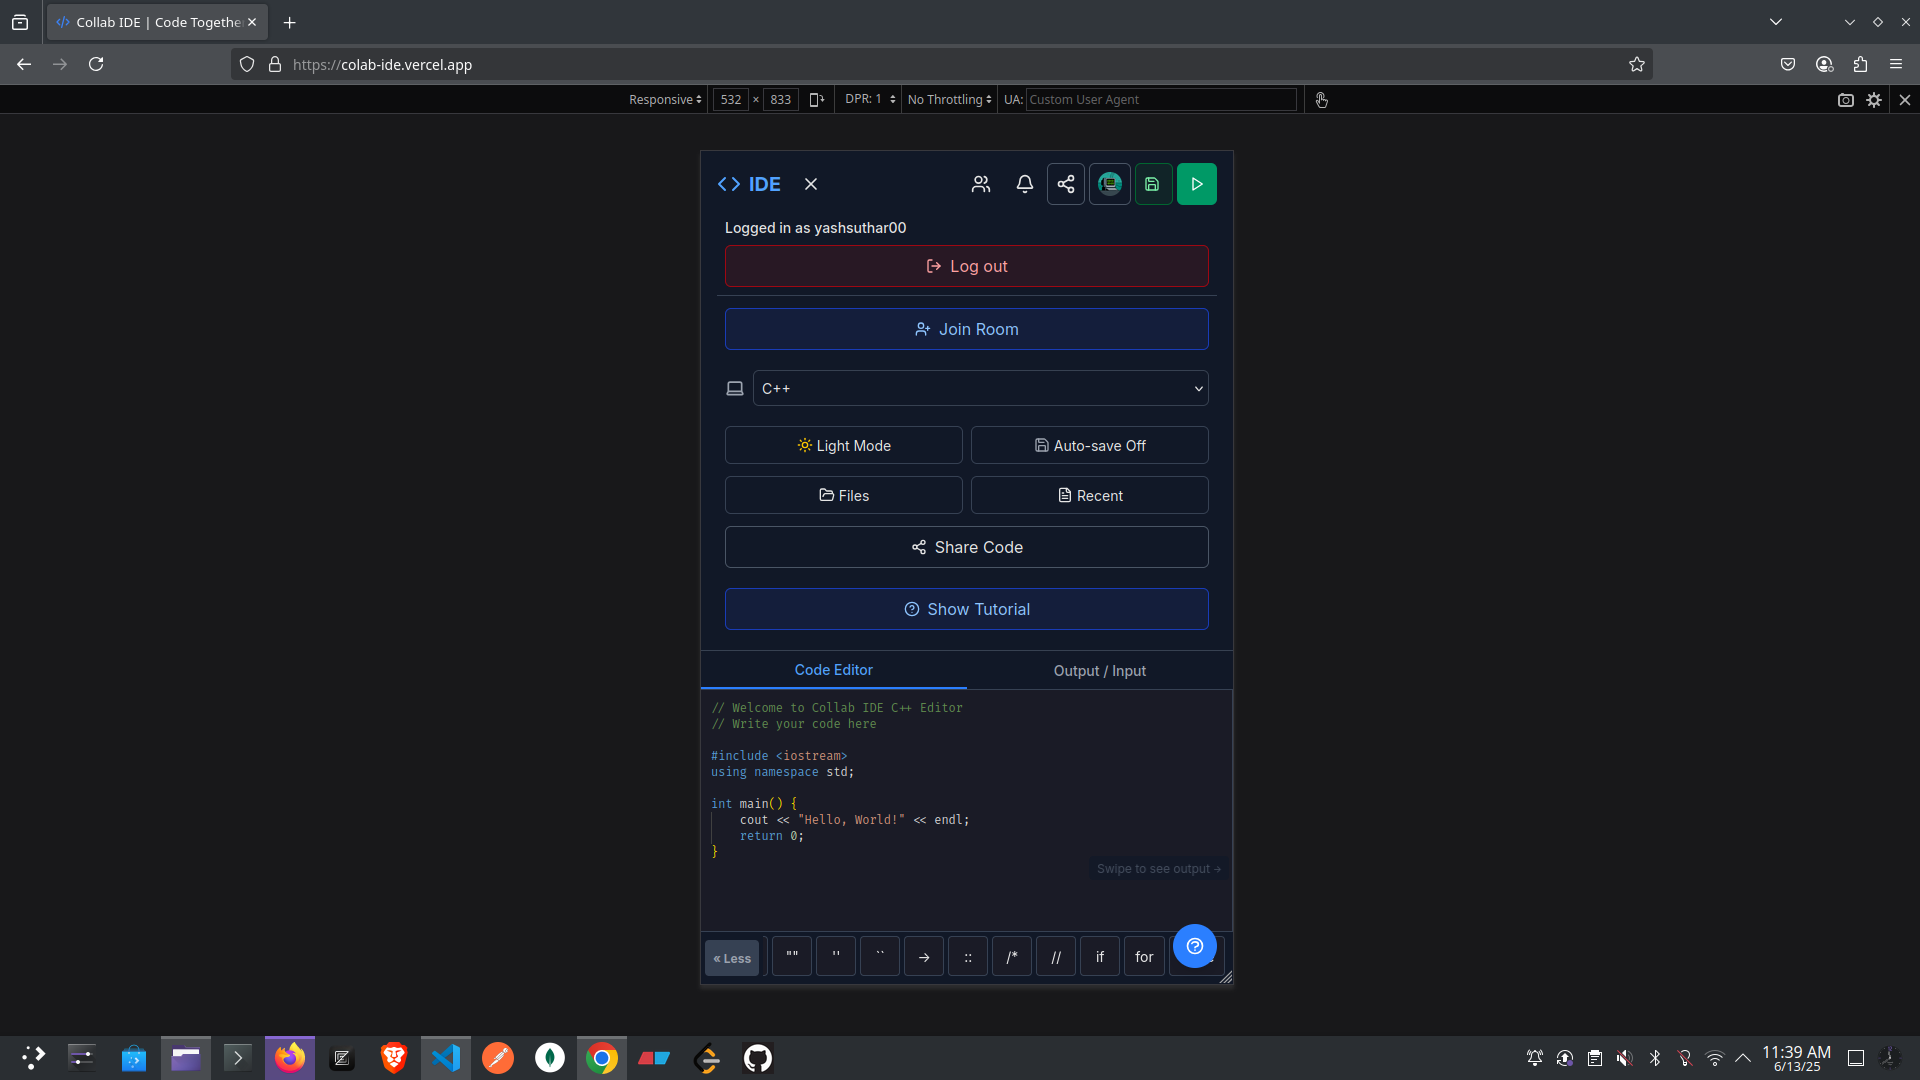 Collab IDE | Code Togethe
https://colab-ide.vercel.app
Responsive 532 × 833 DPR: 1 No Throttling UA: Custom User Agent
IDE
Logged in as yashsuthar00
Log out
Join Room
C++
Light Mode Auto-save Off
Files Recent
Share Code
Show Tutorial
Code Editor Output / Input
// Welcome to Collab IDE C++ Editor
// Write your code here
#include <iostream>
using namespace std;
int main() {
cout << "Hello, World!" << endl;
return 0;
}
Swipe to see output →
« Less "" '' `` → :: /* // if for
11:39 AM
6/13/25